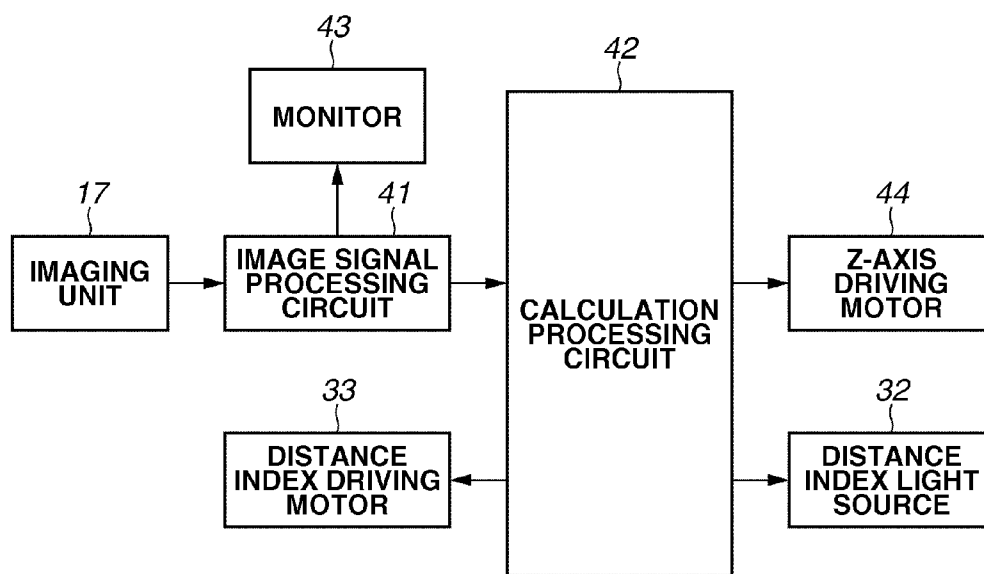 43
MONITOR
42
17
IMAGING
UNIT
41
IMAGE SIGNAL
PROCESSING
CIRCUIT
CALCULATION
PROCESSING
CIRCUIT
44
Z-AXIS
DRIVING
MOTOR
33
DISTANCE
INDEX DRIVING
MOTOR
32
DISTANCE
INDEX LIGHT
SOURCE